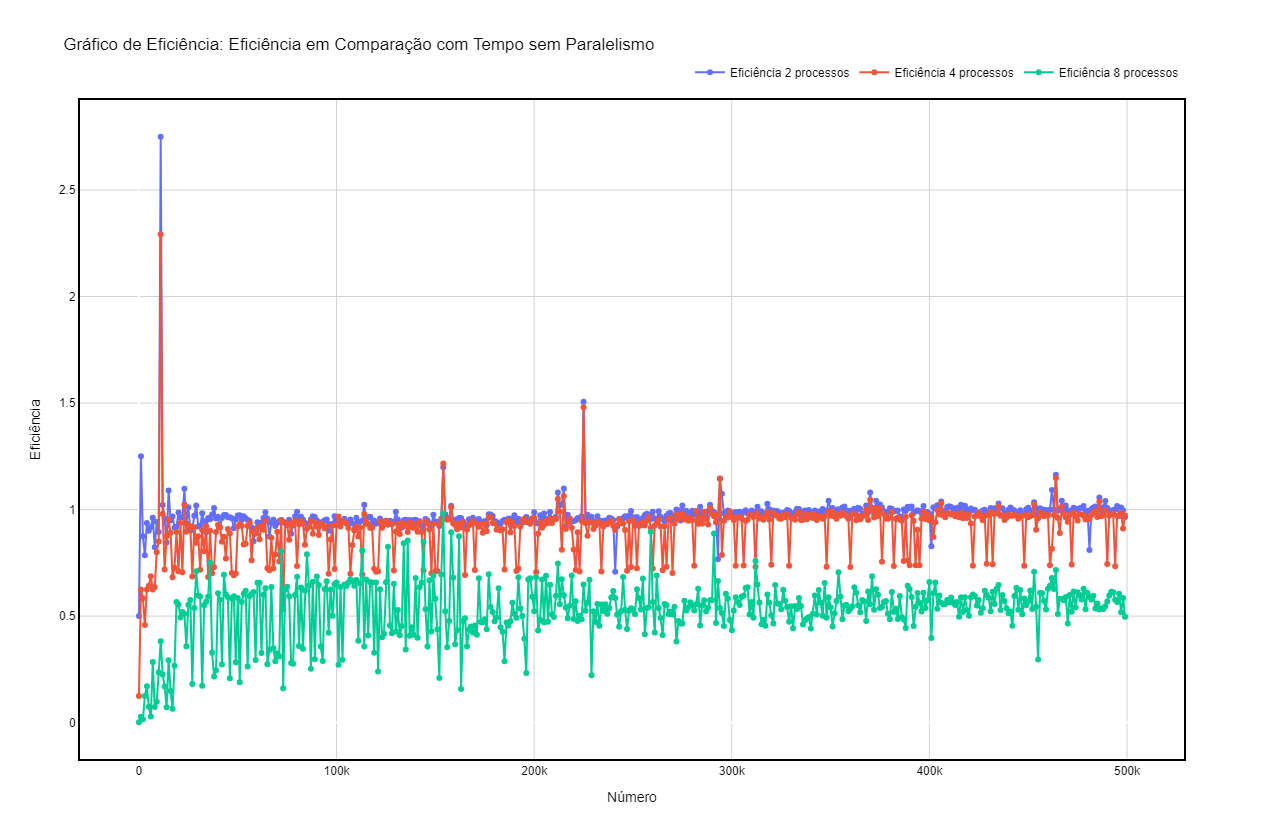 Gráfico de Eficiência: Eficiência em Comparação com Tempo sem Paralelismo
Eficiência 2 processos
Eficiência 4 processos
Eficiência 8 processos
2.5
2
1.5
1
0.5
0
Eficiência
0
100k
200k
300k
400k
500k
Número